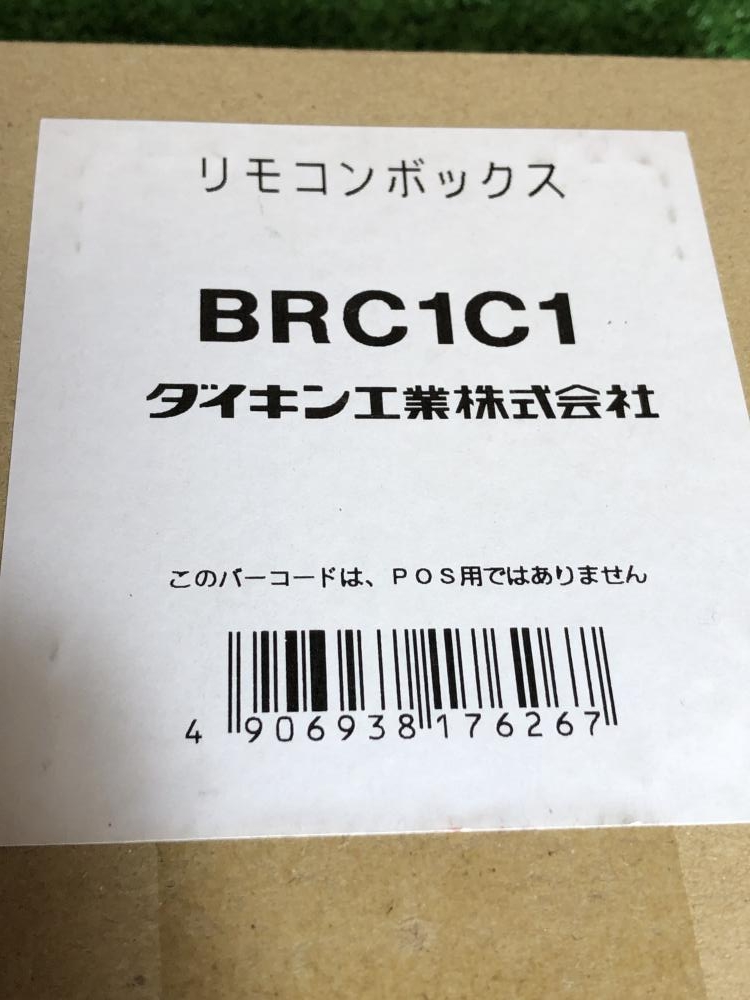 リモコンボックス
BRC1C1
ダイキン工業株式会社
このバーコードは、POS用ではありません
4 906938 176267